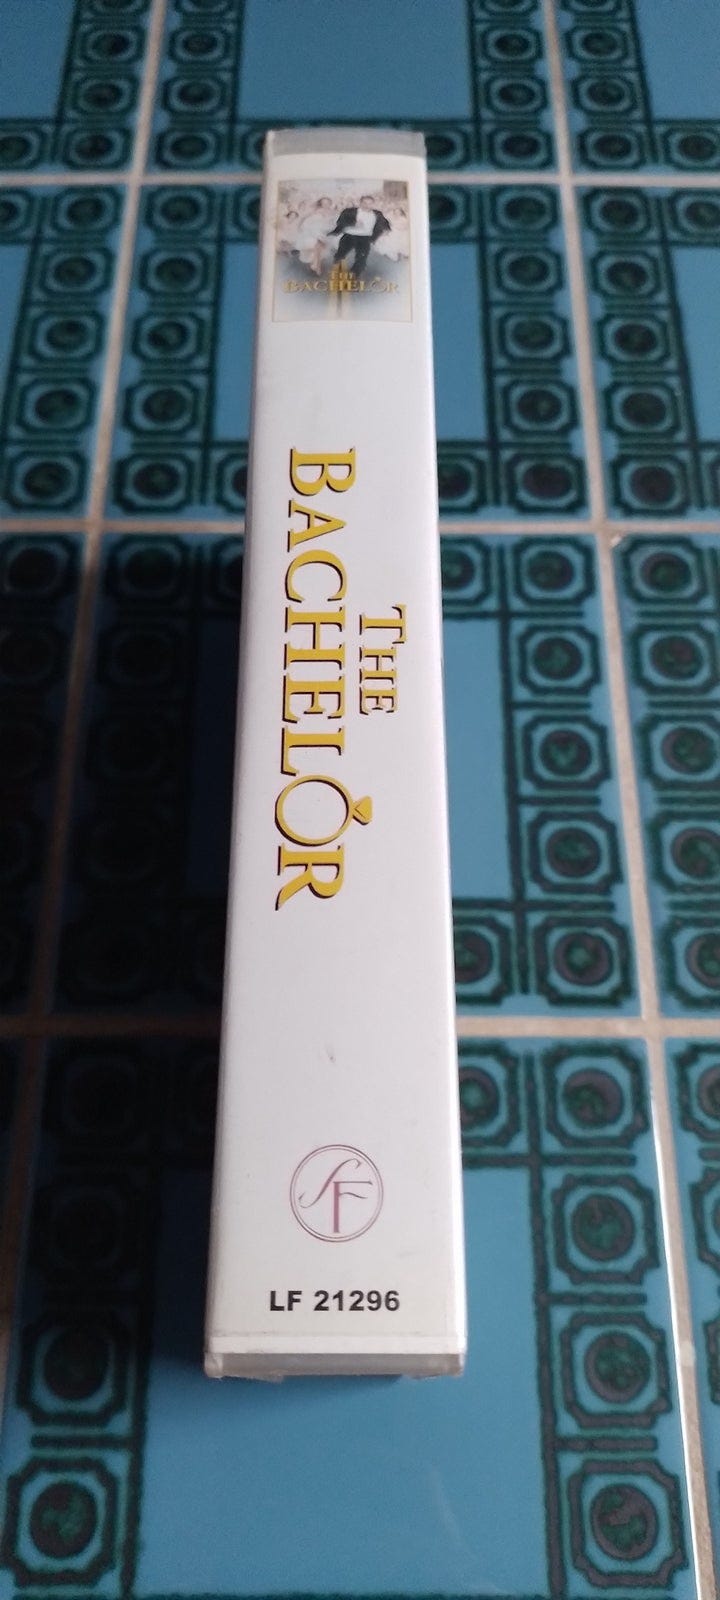 THE
BACHELOR
THE
BACHELOR
SF
LF 21296